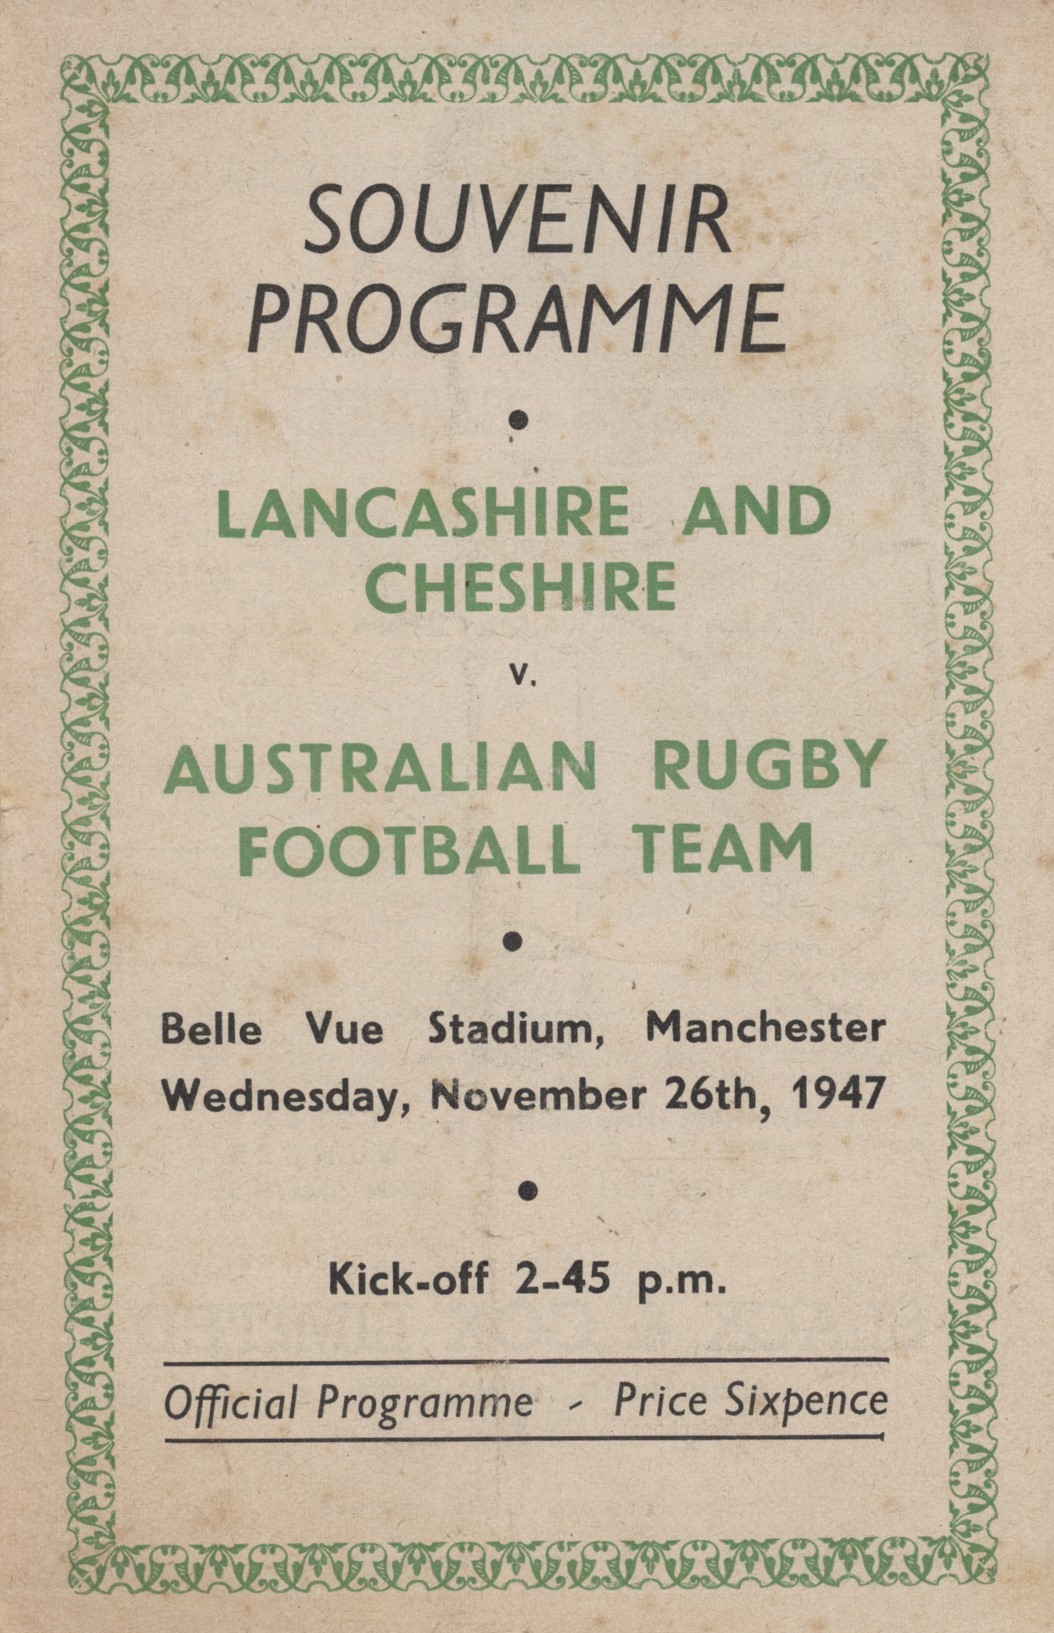 SOUVENIR
PROGRAMME
LANCASHIRE AND
CHESHIRE
v.
AUSTRALIAN RUGBY
FOOTBALL TEAM
Belle Vue Stadium, Manchester
Wednesday, November 26th, 1947
Kick-off 2-45 p.m.
Official Programme - Price Sixpence